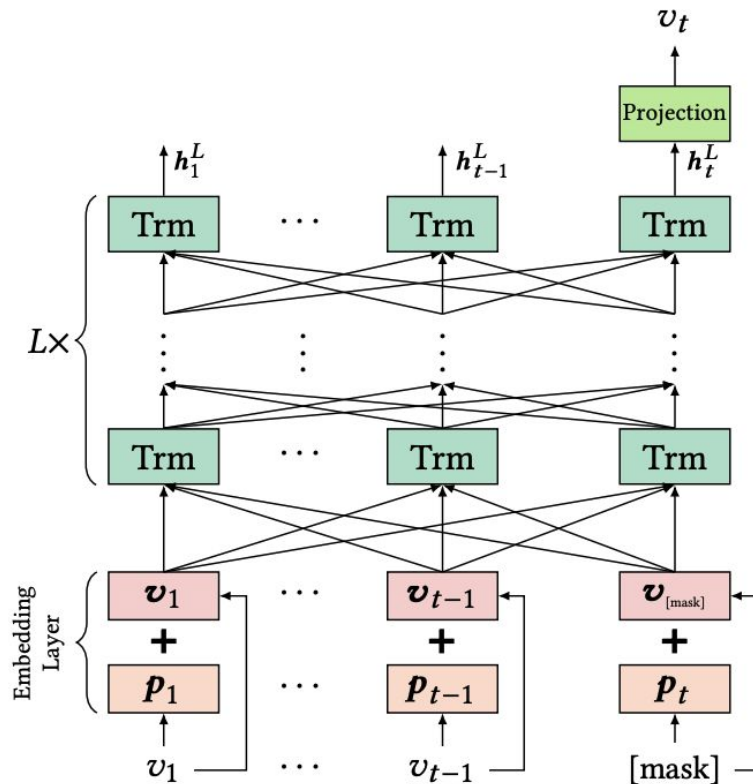 v_t
Projection
h_1^L h_{t-1}^L h_t^L
Trm ··· Trm Trm
L×
Trm ··· Trm Trm
Embedding
Layer
v_1 ··· v_{t-1} v_[mask]
+ + +
p_1 ··· p_{t-1} p_t
v_1 ··· v_{t-1} [mask]